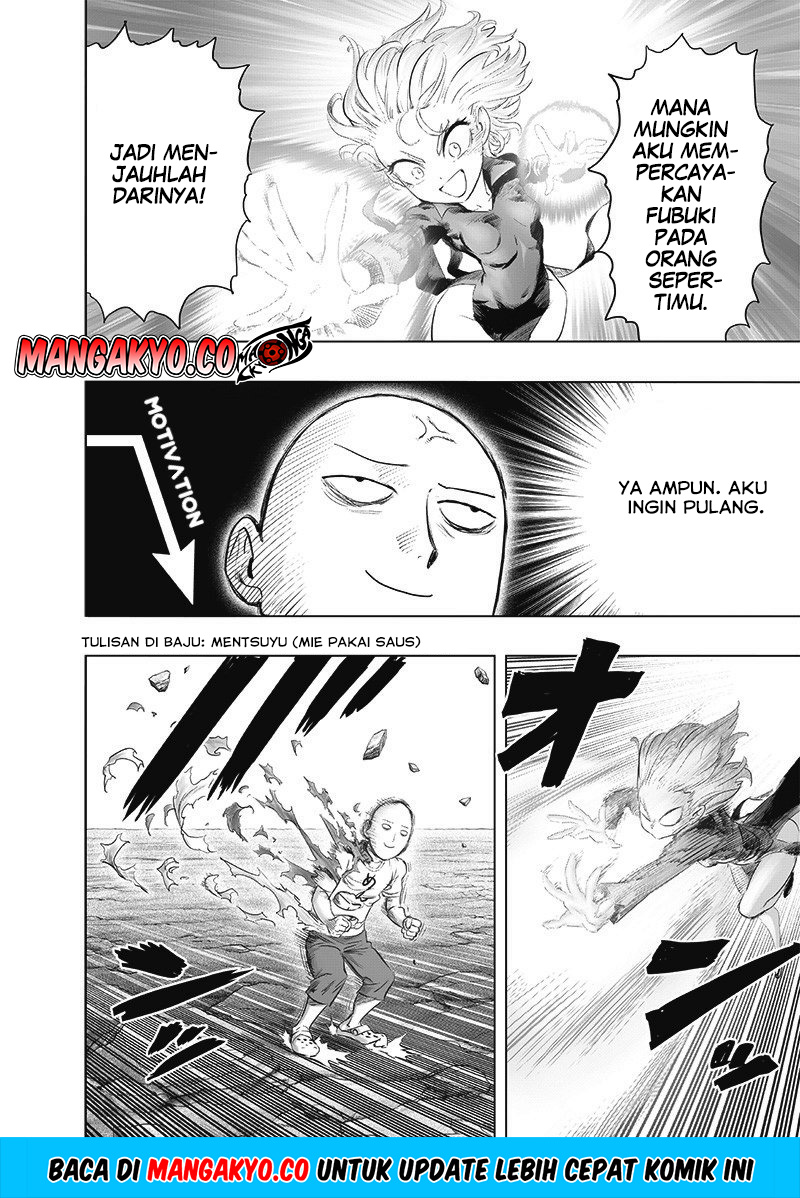 MANA
MUNGKIN
AKU MEM-
PERCAYA-
KAN
FUBUKI
PADA
ORANG
SEPER-
TIMU.
JADI MEN-
JAUHLAH
DARINYA!
MANGAKYO.CO
YA AMPUN. AKU
INGIN PULANG.
MOTIVATION
TULISAN DI BAJU: MENTSUYU (MIE PAKAI SAUS)
オ
BACA DI MANGAKYO.CO UNTUK UPDATE LEBIH CEPAT KOMIK INI